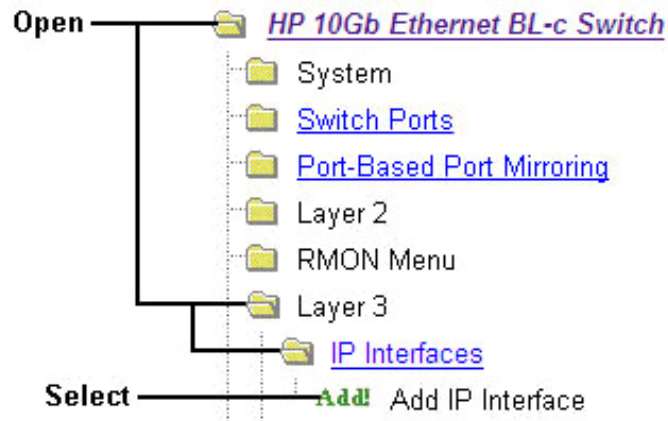 Open HP 10Gb Ethernet BL-c Switch
System
Switch Ports
Port-Based Port Mirroring
Layer 2
RMON Menu
Layer 3
IP Interfaces
Select Add! Add IP Interface